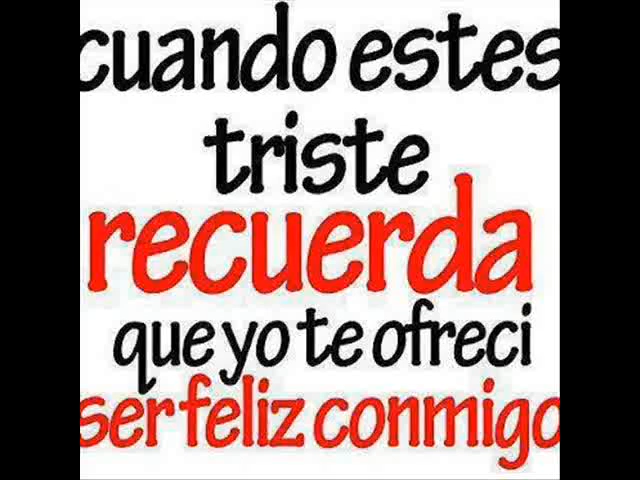 cuando estes
triste
recuerda
que yo te ofreci
ser feliz conmigo